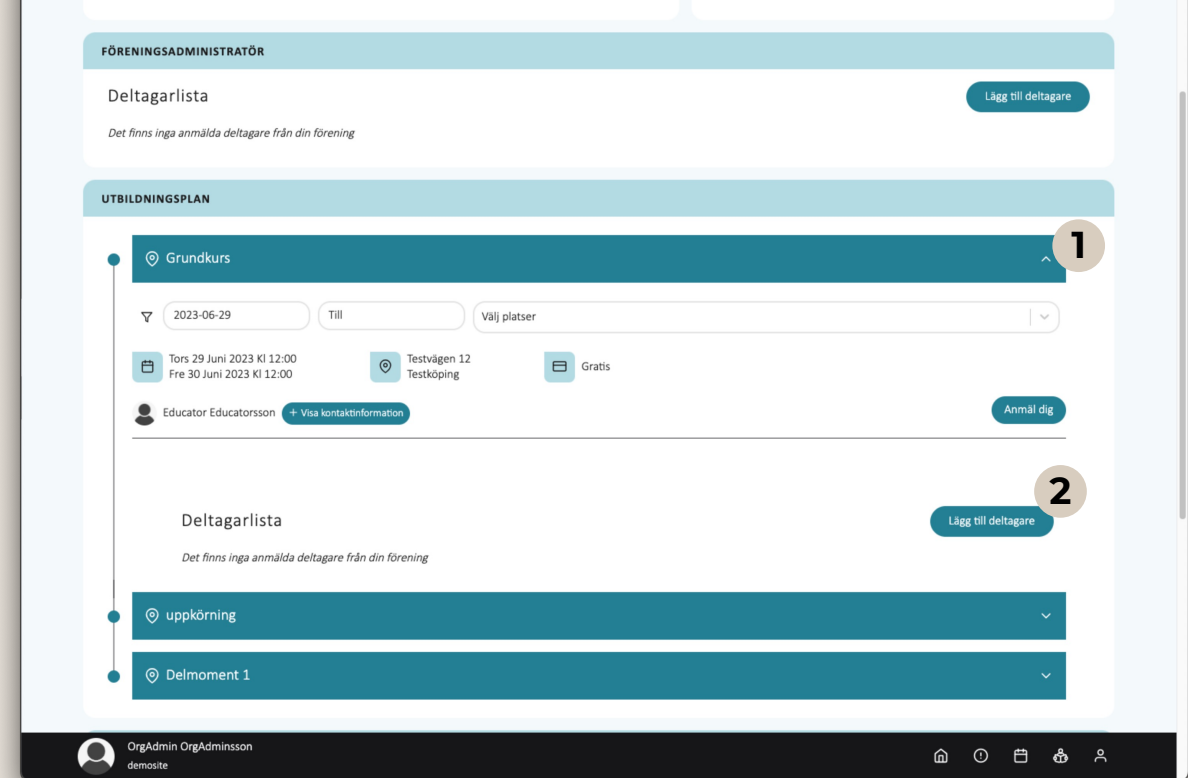 FÖRENINGSADMINISTRATÖR
Deltagarlista
Lägg till deltagare
Det finns inga anmälda deltagare från din förening
UTBILDNINGSPLAN
1
Grundkurs
2023-06-29
Till
Välj platser
Tors 29 Juni 2023 Kl 12:00
Fre 30 Juni 2023 Kl 12:00
Testvägen 12
Testköping
Gratis
Educator Educatorsson
+ Visa kontaktinformation
Anmäl dig
2
Deltagarlista
Lägg till deltagare
Det finns inga anmälda deltagare från din förening
uppkörning
Delmoment 1
OrgAdmin OrgAdminsson
demosite